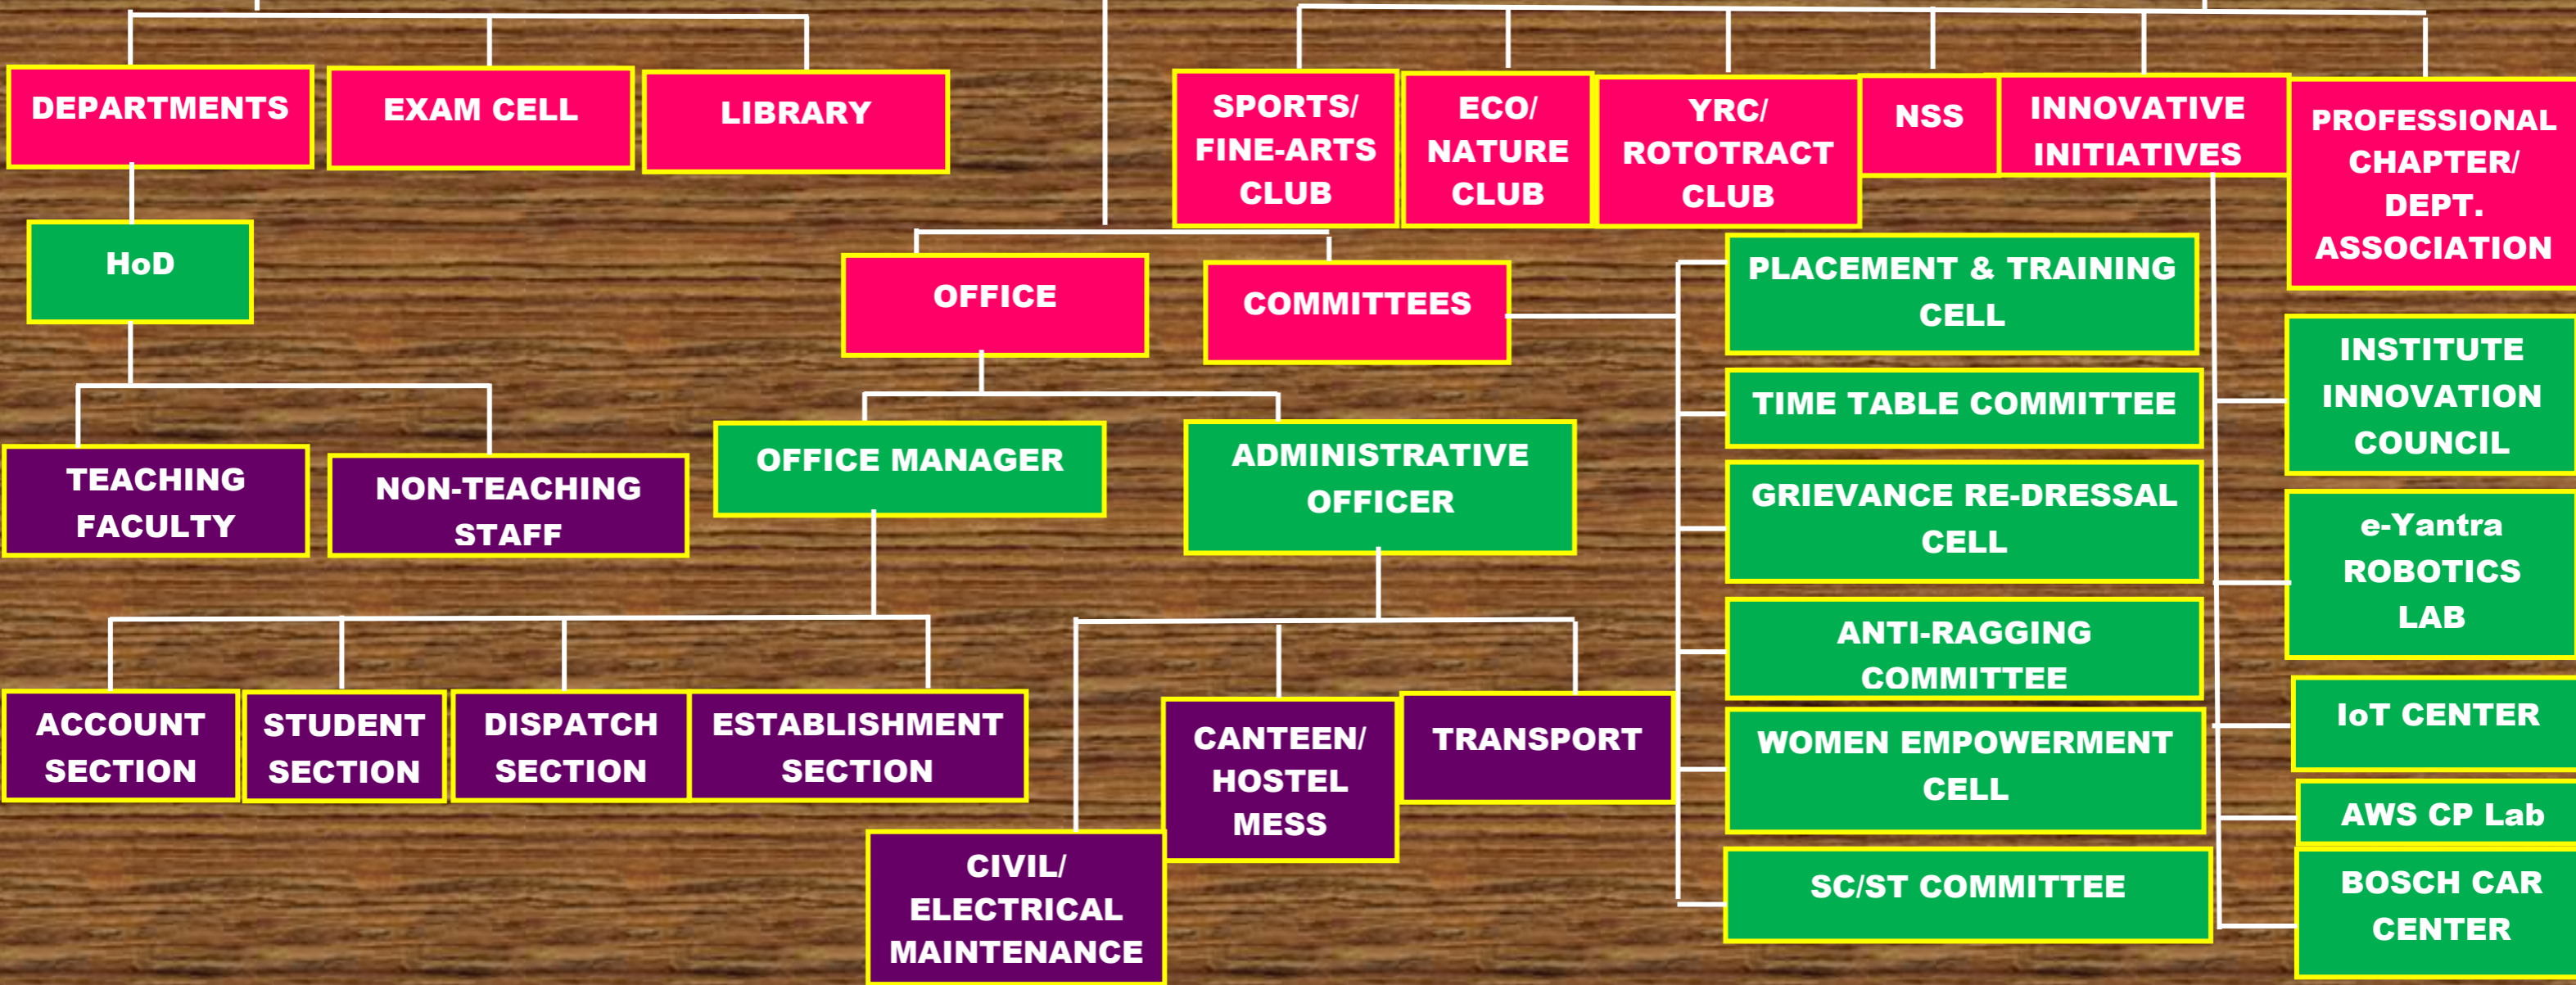 DEPARTMENTS
EXAM CELL
LIBRARY
SPORTS/
FINE-ARTS
CLUB
ECO/
NATURE
CLUB
YRC/
ROTOTRACT
CLUB
NSS
INNOVATIVE
INITIATIVES
PROFESSIONAL
CHAPTER/
DEPT.
ASSOCIATION
HoD
OFFICE
COMMITTEES
TEACHING
FACULTY
NON-TEACHING
STAFF
OFFICE MANAGER
ADMINISTRATIVE
OFFICER
ACCOUNT
SECTION
STUDENT
SECTION
DISPATCH
SECTION
ESTABLISHMENT
SECTION
CIVIL/
ELECTRICAL
MAINTENANCE
CANTEEN/
HOSTEL
MESS
TRANSPORT
PLACEMENT & TRAINING
CELL
TIME TABLE COMMITTEE
GRIEVANCE RE-DRESSAL
CELL
ANTI-RAGGING
COMMITTEE
WOMEN EMPOWERMENT
CELL
SC/ST COMMITTEE
INSTITUTE
INNOVATION
COUNCIL
e-Yantra
ROBOTICS
LAB
IoT CENTER
AWS CP Lab
BOSCH CAR
CENTER